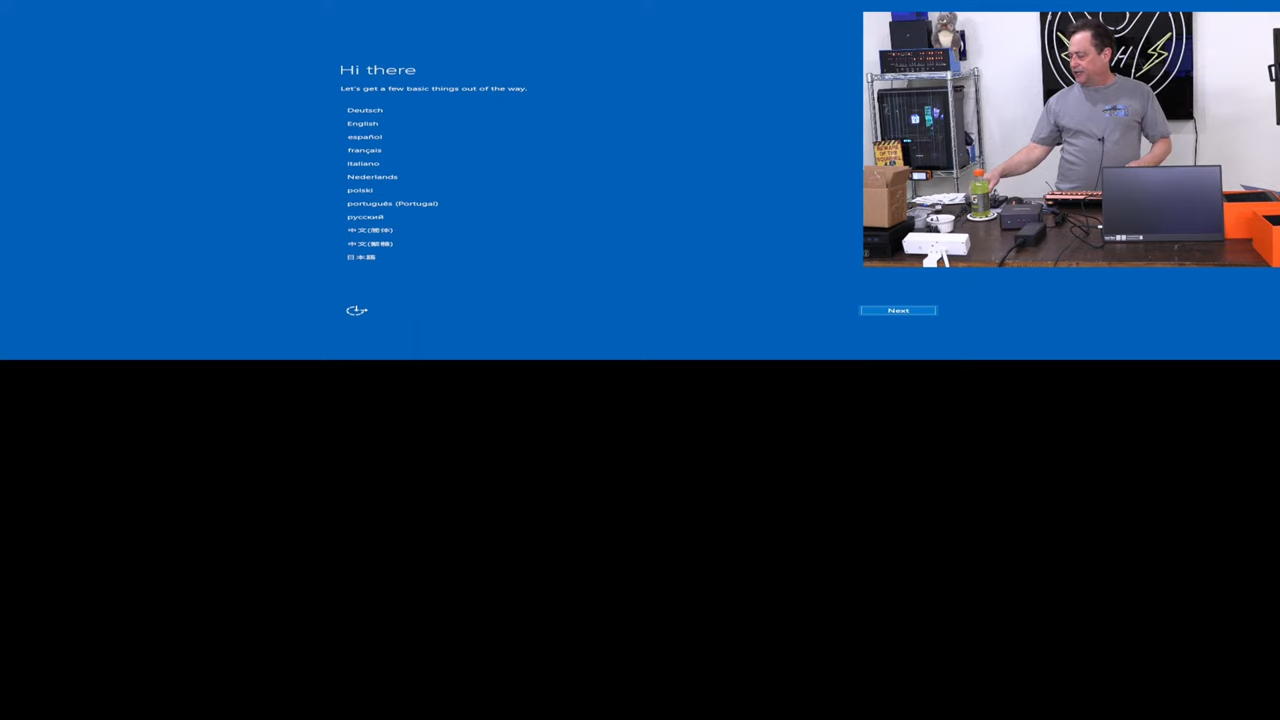 Hi there
Let's get a few basic things out of the way.
Deutsch
English
español
français
italiano
Nederlands
polski
português (Portugal)
русский
中文(简体)
中文(繁體)
日本語
Next
G
H